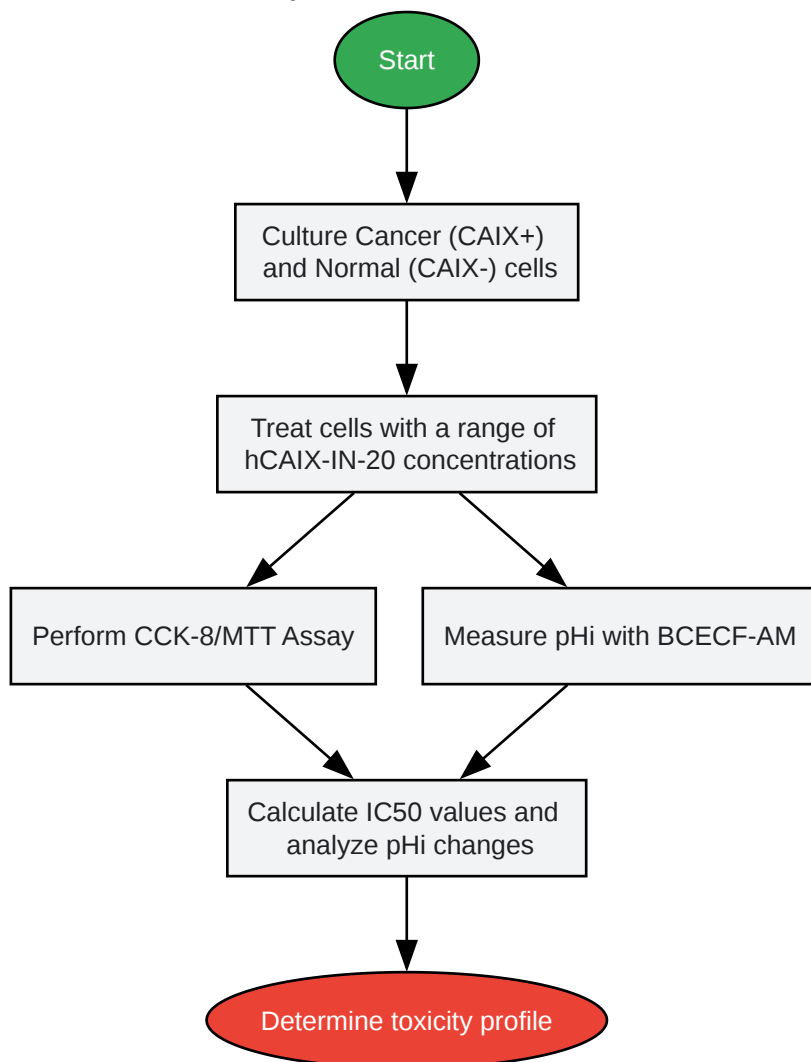 Start
Culture Cancer (CAIX+)
and Normal (CAIX-) cells
Treat cells with a range of
hCAIX-IN-20 concentrations
Perform CCK-8/MTT Assay
Measure pHi with BCECF-AM
Calculate IC50 values and
analyze pHi changes
Determine toxicity profile